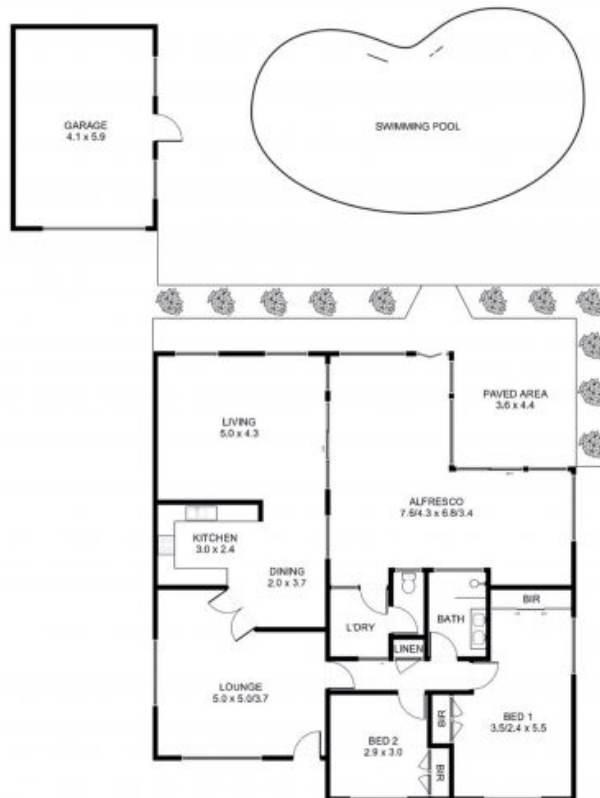 GARAGE
4.1 x 5.9
SWIMMING POOL
PAVED AREA
3.6 x 4.4
LIVING
5.0 x 4.3
ALFRESCO
7.6/4.3 x 6.8/3.4
KITCHEN
3.0 x 2.4
DINING
2.0 x 3.7
BIR
L'DRY
BATH
LINEN
LOUNGE
5.0 x 5.0/3.7
BED 1
3.5/2.4 x 5.5
BIR
BED 2
2.9 x 3.0
BIR